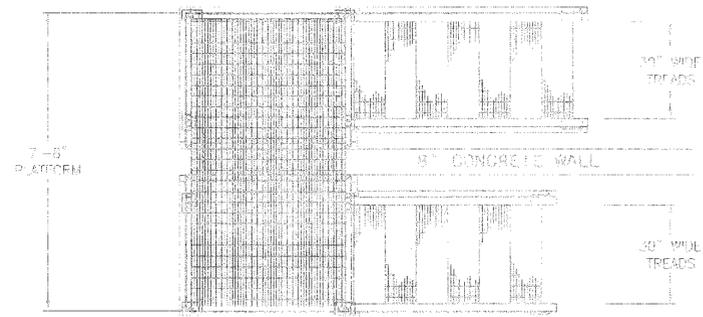 30" WIDE
TREADS
7'-6"
PLATFORM
8" CONCRETE WALL
30" WIDE
TREADS